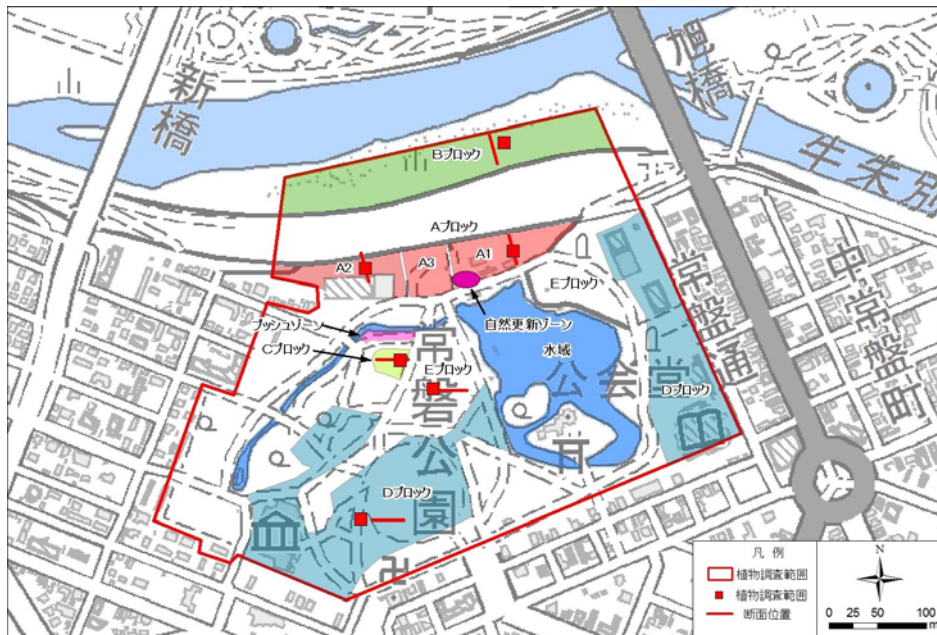 新橋
旭橋
牛朱別
Bブロック
Aブロック
A2
A3
A1
Eブロック
自然更新ゾーン
ブッシュゾーン
Cブロック
Eブロック
水域
公会堂
常磐公園
常盤通
中常盤町
Dブロック
Dブロック
凡例
植物調査範囲
植物調査範囲
断面位置
N
0 25 50 100
m